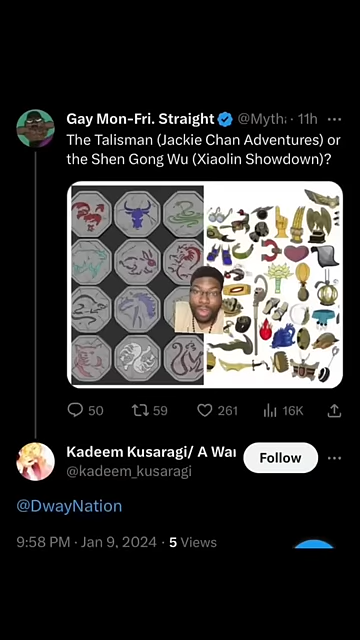 Gay Mon-Fri. Straight @Myth: · 11h
The Talisman (Jackie Chan Adventures) or
the Shen Gong Wu (Xiaolin Showdown)?
50 59 261 16K
Kadeem Kusaragi/ A War
Follow
@kadeem_kusaragi
@DwayNation
9:58 PM · Jan 9, 2024 · 5 Views